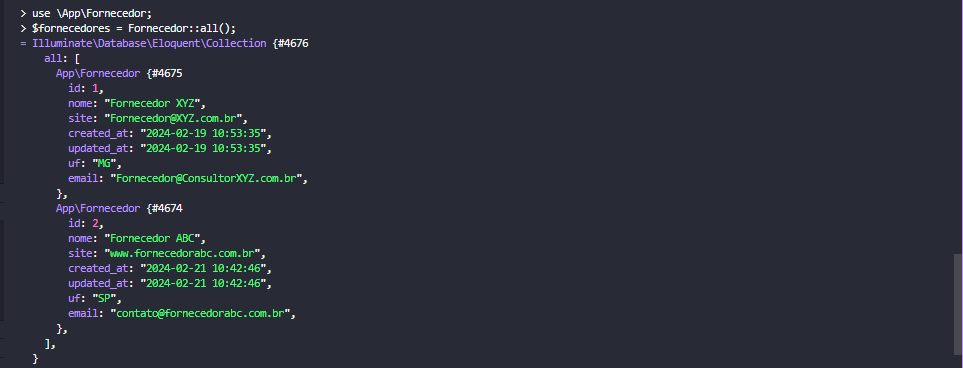 > use \App\Fornecedor;
> $fornecedores = Fornecedor::all();
= Illuminate\Database\Eloquent\Collection {#4676
all: [
App\Fornecedor {#4675
id: 1,
nome: "Fornecedor XYZ",
site: "Fornecedor@XYZ.com.br",
created_at: "2024-02-19 10:53:35",
updated_at: "2024-02-19 10:53:35",
uf: "MG",
email: "Fornecedor@ConsultorXYZ.com.br",
},
App\Fornecedor {#4674
id: 2,
nome: "Fornecedor ABC",
site: "www.fornecedorabc.com.br",
created_at: "2024-02-21 10:42:46",
updated_at: "2024-02-21 10:42:46",
uf: "SP",
email: "contato@fornecedorabc.com.br",
},
],
}